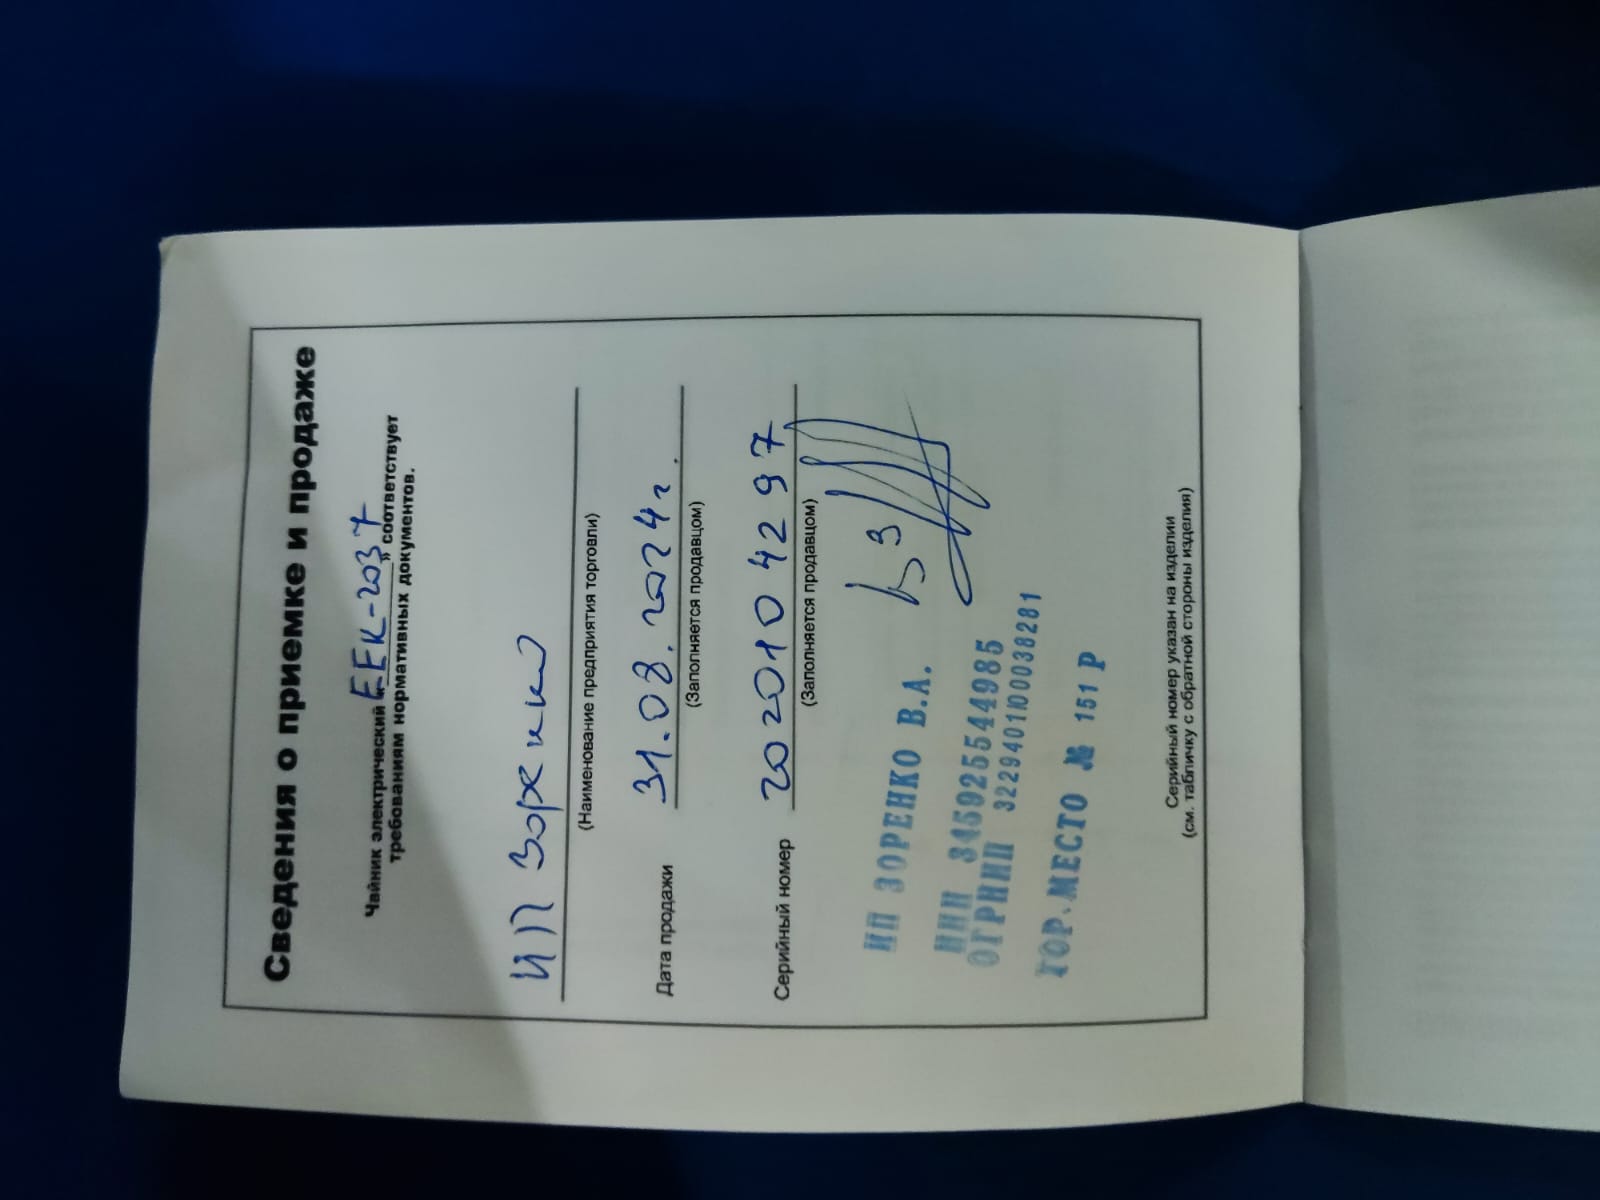 Сведения о приемке и продаже
Чайник электрический «EEK-2037» соответствует
требованиям нормативных документов.
ИП Зоренко
(Наименование предприятия торговли)
Дата продажи 31.08.2024г.
(Заполняется продавцом)
Серийный номер 2020104297
(Заполняется продавцом)
ИП ЗОРЕНКО В.А.
ИНН 345925544985
ОГРНИП 322940100038281
ТОР.МЕСТО № 151 Р
Серийный номер указан на изделии
(см. табличку с обратной стороны изделия)